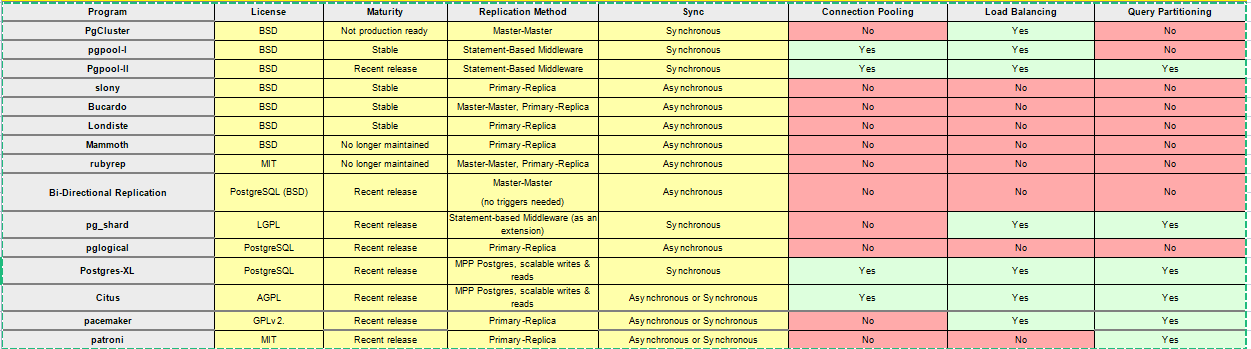 Program License Maturity Replication Method Sync Connection Pooling Load Balancing Query Partitioning
PgCluster BSD Not production ready Master-Master Synchronous No Yes No
pgpool-I BSD Stable Statement-Based Middleware Synchronous Yes Yes No
Pgpool-II BSD Recent release Statement-Based Middleware Synchronous Yes Yes Yes
slony BSD Stable Primary-Replica Asynchronous No No No
Bucardo BSD Stable Master-Master, Primary-Replica Asynchronous No No No
Londiste BSD Stable Primary-Replica Asynchronous No No No
Mammoth BSD No longer maintained Primary-Replica Asynchronous No No No
rubyrep MIT No longer maintained Master-Master, Primary-Replica Asynchronous No No No
Bi-Directional Replication PostgreSQL (BSD) Recent release Master-Master
(no triggers needed) Asynchronous No No No
pg_shard LGPL Recent release Statement-based Middleware (as an
extension) Synchronous No Yes Yes
pglogical PostgreSQL Recent release Primary-Replica Asynchronous No No No
Postgres-XL PostgreSQL Recent release MPP Postgres, scalable writes &
reads Synchronous Yes Yes Yes
Citus AGPL Recent release MPP Postgres, scalable writes &
reads Asynchronous or Synchronous Yes Yes Yes
pacemaker GPLv2. Recent release Primary-Replica Asynchronous or Synchronous No Yes Yes
patroni MIT Recent release Primary-Replica Asynchronous or Synchronous No No Yes